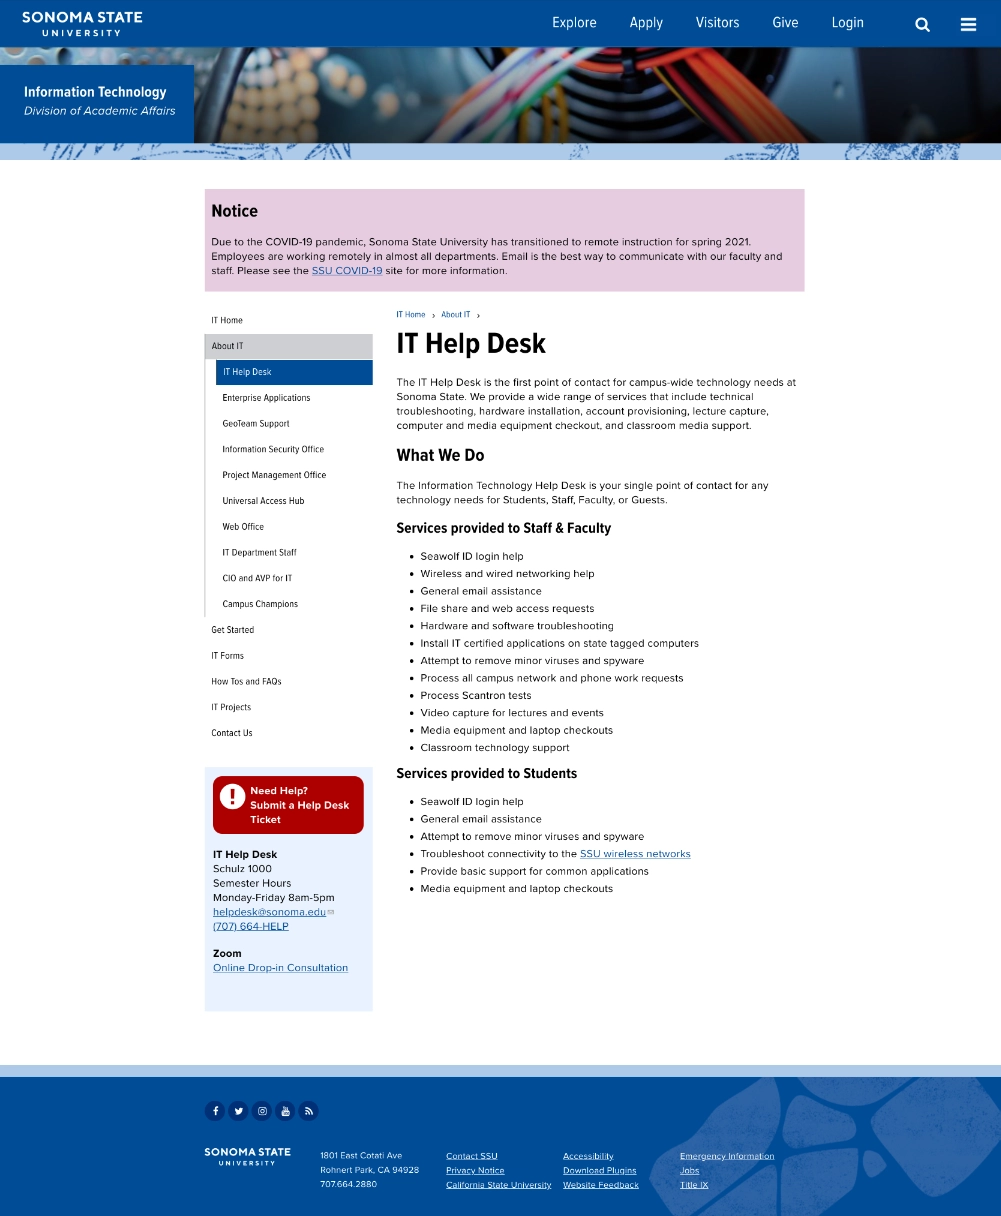 SONOMA STATE
UNIVERSITY
Explore
Apply
Visitors
Give
Login
Information Technology
Division of Academic Affairs
Notice
Due to the COVID-19 pandemic, Sonoma State University has transitioned to remote instruction for spring 2021.
Employees are working remotely in almost all departments. Email is the best way to communicate with our faculty and
staff. Please see the SSU COVID-19 site for more information.
IT Home
About IT
IT Help Desk
Enterprise Applications
GeoTeam Support
Information Security Office
Project Management Office
Universal Access Hub
Web Office
IT Department Staff
CIO and AVP for IT
Campus Champions
Get Started
IT Forms
How Tos and FAQs
IT Projects
Contact Us
Need Help?
Submit a Help Desk
Ticket
IT Help Desk
Schulz 1000
Semester Hours
Monday-Friday 8am-5pm
helpdesk@sonoma.edu
(707) 664-HELP
Zoom
Online Drop-in Consultation
IT Home › About IT ›
IT Help Desk
The IT Help Desk is the first point of contact for campus-wide technology needs at
Sonoma State. We provide a wide range of services that include technical
troubleshooting, hardware installation, account provisioning, lecture capture,
computer and media equipment checkout, and classroom media support.
What We Do
The Information Technology Help Desk is your single point of contact for any
technology needs for Students, Staff, Faculty, or Guests.
Services provided to Staff & Faculty
• Seawolf ID login help
• Wireless and wired networking help
• General email assistance
• File share and web access requests
• Hardware and software troubleshooting
• Install IT certified applications on state tagged computers
• Attempt to remove minor viruses and spyware
• Process all campus network and phone work requests
• Process Scantron tests
• Video capture for lectures and events
• Media equipment and laptop checkouts
• Classroom technology support
Services provided to Students
• Seawolf ID login help
• General email assistance
• Attempt to remove minor viruses and spyware
• Troubleshoot connectivity to the SSU wireless networks
• Provide basic support for common applications
• Media equipment and laptop checkouts
SONOMA STATE
UNIVERSITY
1801 East Cotati Ave
Rohnert Park, CA 94928
707.664.2880
Contact SSU
Privacy Notice
California State University
Accessibility
Download Plugins
Website Feedback
Emergency Information
Jobs
Title IX